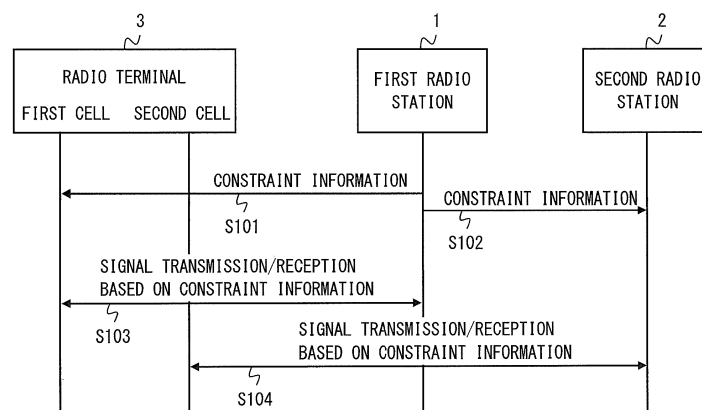 3
1
2
RADIO TERMINAL
FIRST CELL SECOND CELL
FIRST RADIO
STATION
SECOND RADIO
STATION
CONSTRAINT INFORMATION
S101
CONSTRAINT INFORMATION
S102
SIGNAL TRANSMISSION/RECEPTION
BASED ON CONSTRAINT INFORMATION
S103
SIGNAL TRANSMISSION/RECEPTION
BASED ON CONSTRAINT INFORMATION
S104